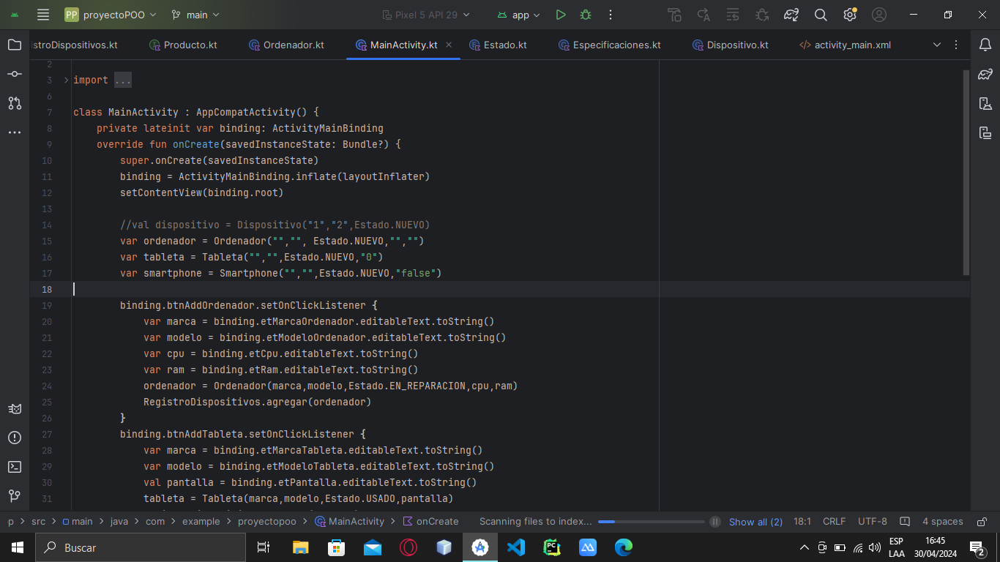 PP proyectoPOO main Pixel 5 API 29 app
stroDispositivos.kt Producto.kt Ordenador.kt MainActivity.kt Estado.kt Especificaciones.kt Dispositivo.kt </> activity_main.xml
2
3 import ...
6
7 class MainActivity : AppCompatActivity() {
8 private lateinit var binding: ActivityMainBinding
9 override fun onCreate(savedInstanceState: Bundle?) {
10 super.onCreate(savedInstanceState)
11 binding = ActivityMainBinding.inflate(layoutInflater)
12 setContentView(binding.root)
13
14 //val dispositivo = Dispositivo("1","2",Estado.NUEVO)
15 var ordenador = Ordenador("","", Estado.NUEVO,"","")
16 var tableta = Tableta("","",Estado.NUEVO,"0")
17 var smartphone = Smartphone("","",Estado.NUEVO,"false")
18
19 binding.btnAddOrdenador.setOnClickListener {
20 var marca = binding.etMarcaOrdenador.editableText.toString()
21 var modelo = binding.etModeloOrdenador.editableText.toString()
22 var cpu = binding.etCpu.editableText.toString()
23 var ram = binding.etRam.editableText.toString()
24 ordenador = Ordenador(marca,modelo,Estado.EN_REPARACION,cpu,ram)
25 RegistroDispositivos.agregar(ordenador)
26 }
27 binding.btnAddTableta.setOnClickListener {
28 var marca = binding.etMarcaTableta.editableText.toString()
29 var modelo = binding.etModeloTableta.editableText.toString()
30 val pantalla = binding.etPantalla.editableText.toString()
31 tableta = Tableta(marca,modelo,Estado.USADO,pantalla)
p > src > main > java > com > example > proyectopoo > MainActivity > onCreate Scanning files to index... Show all (2) 18:1 CRLF UTF-8 4 spaces
Buscar ESP 16:45
LAA 30/04/2024 2